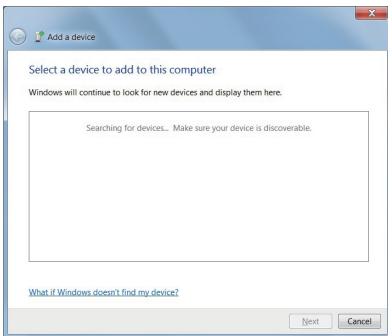 Add a device
Select a device to add to this computer
Windows will continue to look for new devices and display them here.
Searching for devices... Make sure your device is discoverable.
What if Windows doesn't find my device?
Next Cancel